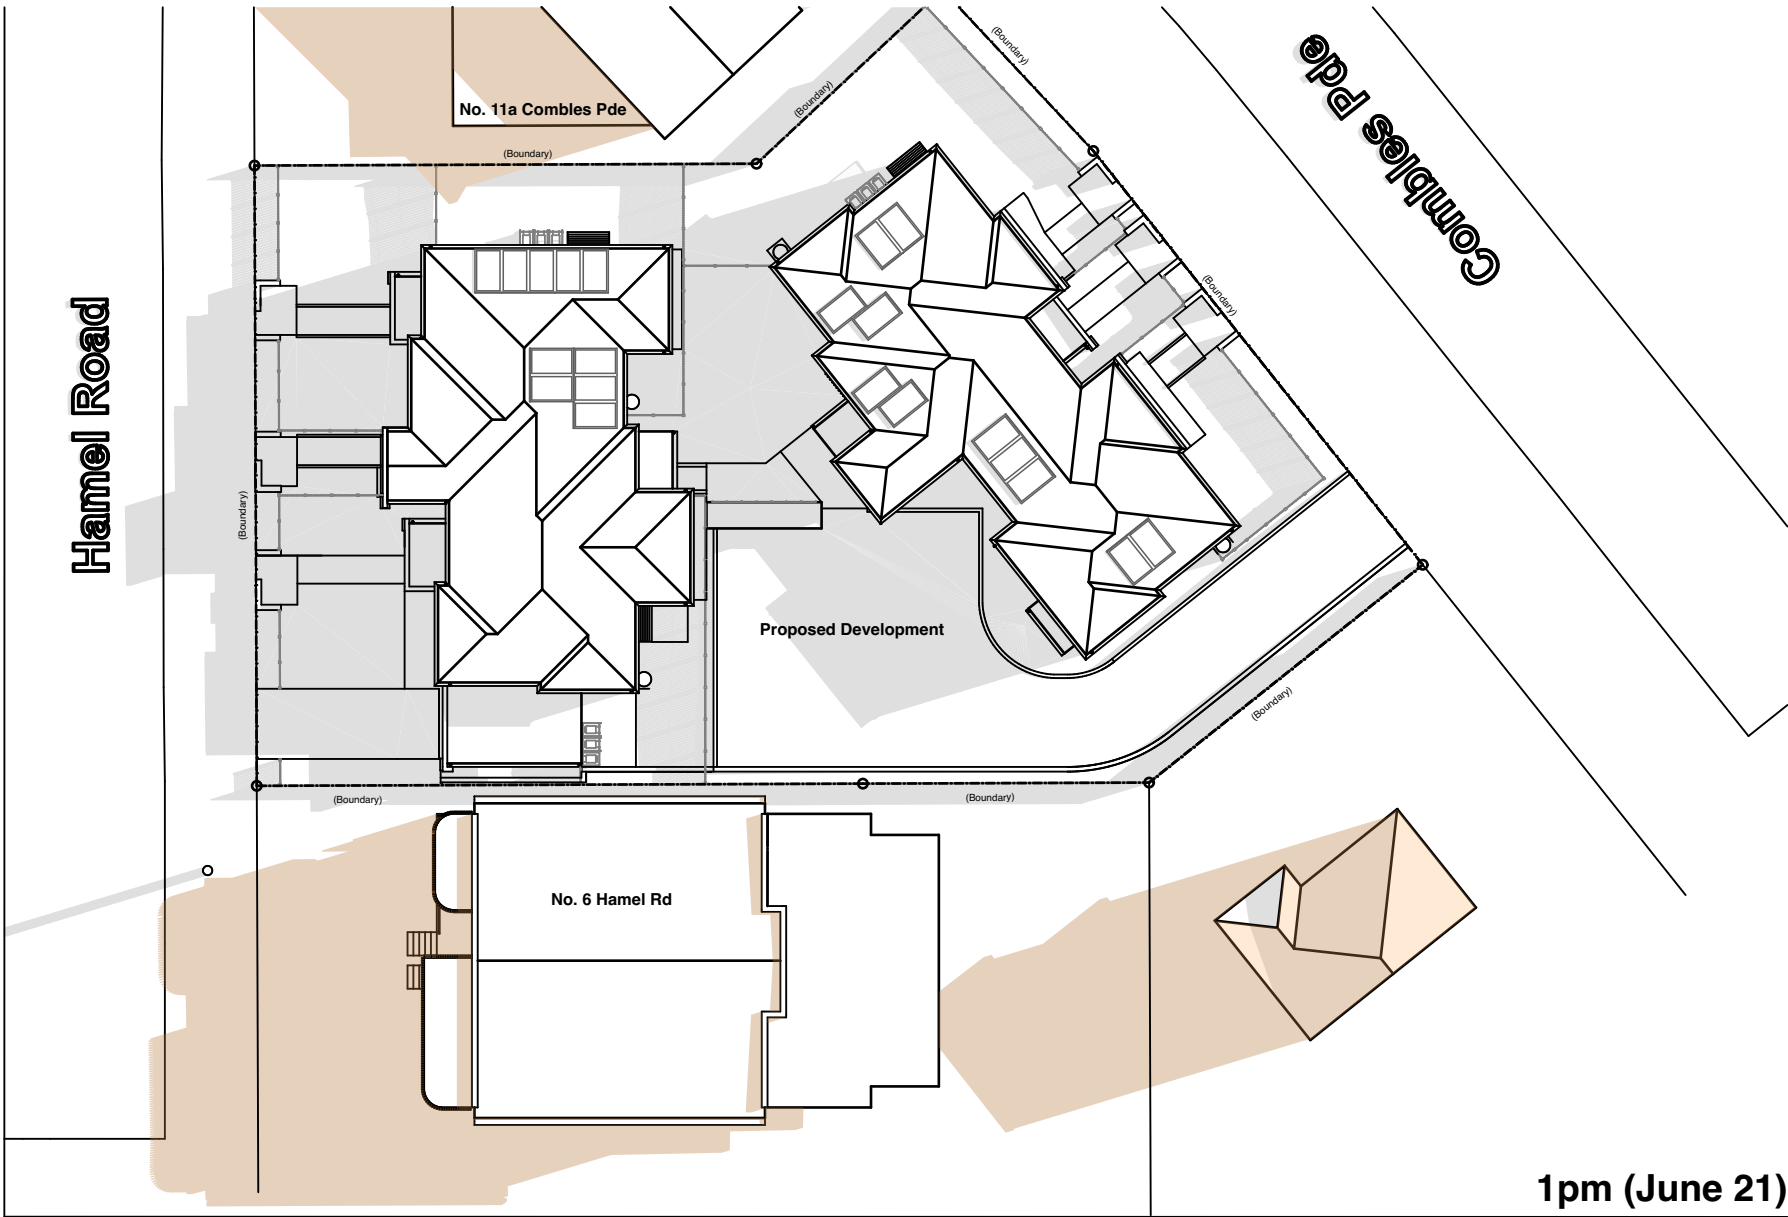 (Boundary)
Combles Pde
No. 11a Combles Pde
(Boundary)
(Boundary)
(Boundary)
Hamel Road
(Boundary)
Proposed Development
(Boundary)
(Boundary)
(Boundary)
No. 6 Hamel Rd
1pm (June 21)